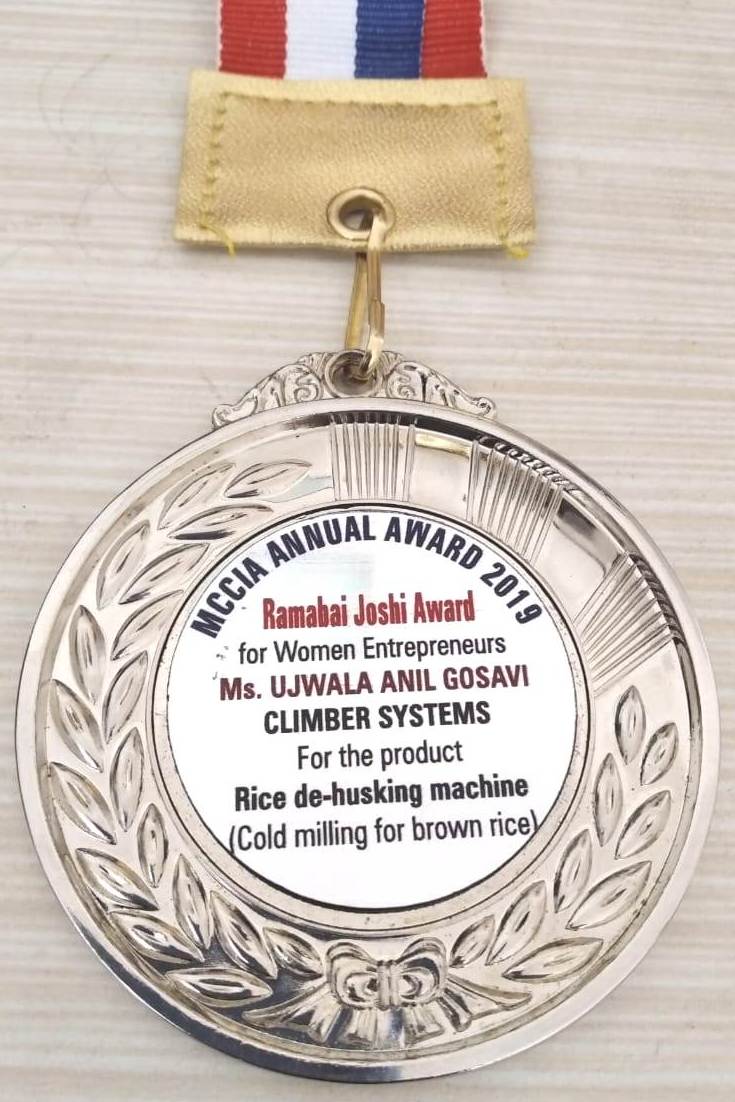 MCCIA ANNUAL AWARD 2019
Ramabai Joshi Award
for Women Entrepreneurs
Ms. UJWALA ANIL GOSAVI
CLIMBER SYSTEMS
For the product
Rice de-husking machine
(Cold milling for brown rice)